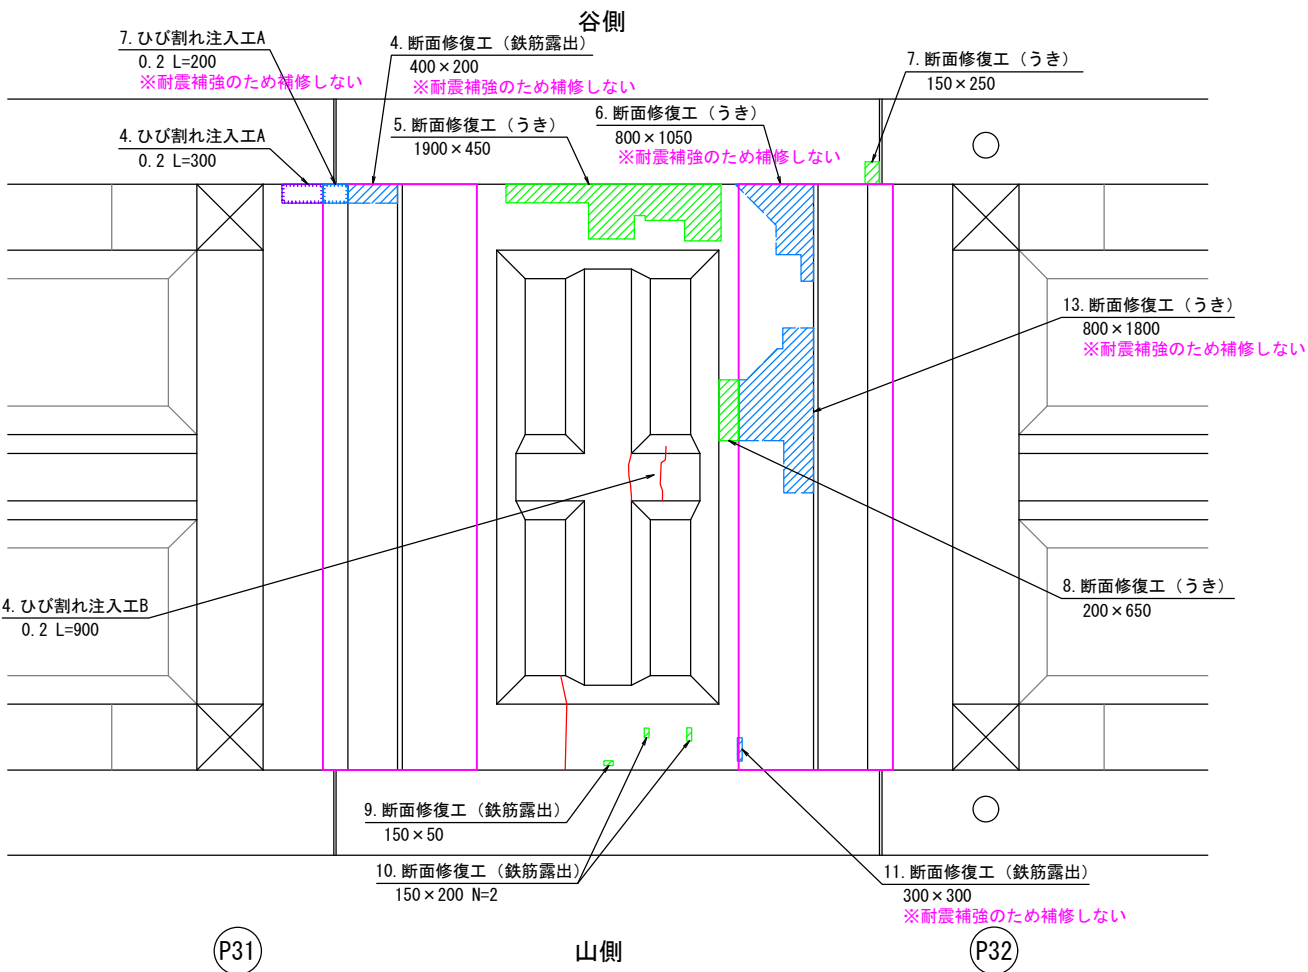 谷側
7. ひび割れ注入工A
0.2 L=200
※耐震補強のため補修しない
4. 断面修復工（鉄筋露出）
400×200
※耐震補強のため補修しない
7. 断面修復工（うき）
150×250
4. ひび割れ注入工A
0.2 L=300
5. 断面修復工（うき）
1900×450
6. 断面修復工（うき）
800×1050
※耐震補強のため補修しない
13. 断面修復工（うき）
800×1800
※耐震補強のため補修しない
4. ひび割れ注入工B
0.2 L=900
8. 断面修復工（うき）
200×650
9. 断面修復工（鉄筋露出）
150×50
10. 断面修復工（鉄筋露出）
150×200 N=2
11. 断面修復工（鉄筋露出）
300×300
※耐震補強のため補修しない
P31
山側
P32